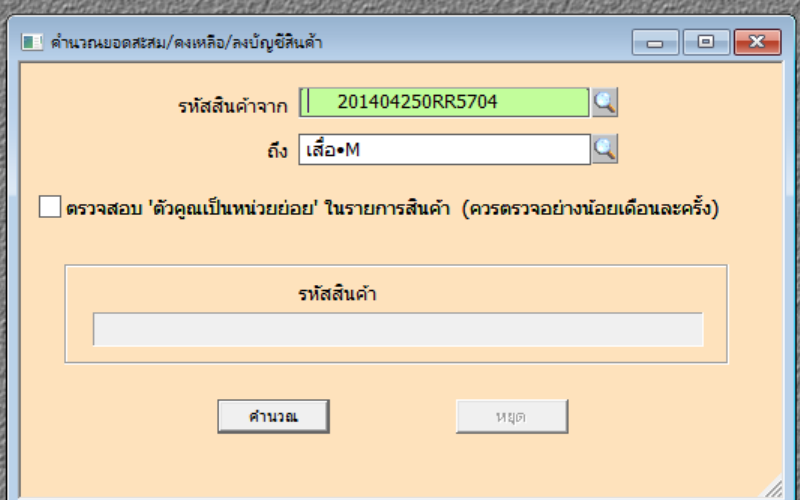 คำนวณยอดสะสม/คงเหลือ/ลงบัญชีสินค้า
รหัสสินค้าจาก 201404250RR5704
ถึง เสื้อ•M
ตรวจสอบ 'ตัวคูณเป็นหน่วยย่อย' ในรายการสินค้า (ควรตรวจอย่างน้อยเดือนละครั้ง)
รหัสสินค้า
คำนวณ หยุด